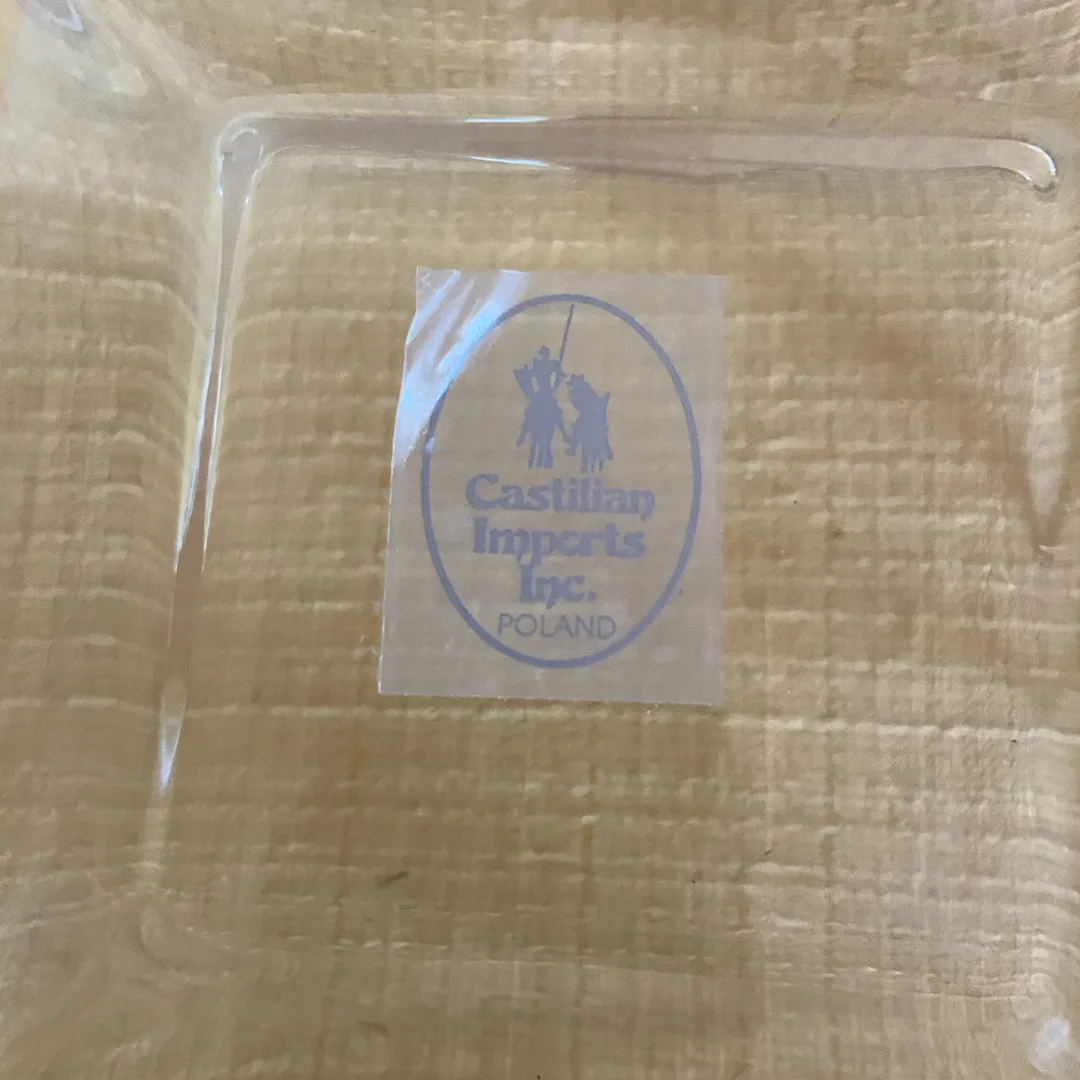 Castilian
Imports
Inc.
POLAND